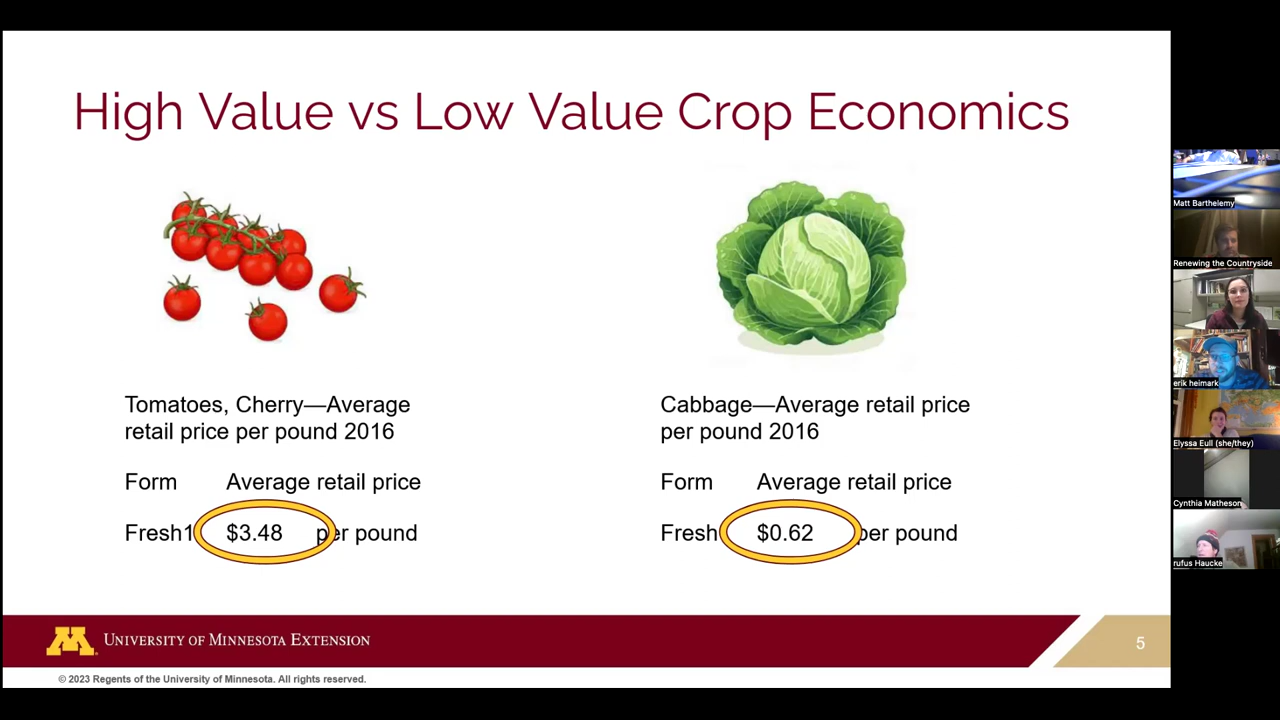 High Value vs Low Value Crop Economics
Tomatoes, Cherry—Average
retail price per pound 2016
Form Average retail price
Fresh1 $3.48 per pound
Cabbage—Average retail price
per pound 2016
Form Average retail price
Fresh $0.62 per pound
M
UNIVERSITY OF MINNESOTA EXTENSION
5
© 2023 Regents of the University of Minnesota. All rights reserved.
Matt Barthelemy
Renewing the Countryside
erik heimark
Elyssa Eull (she/they)
Cynthia Matheson
rufus Haucke